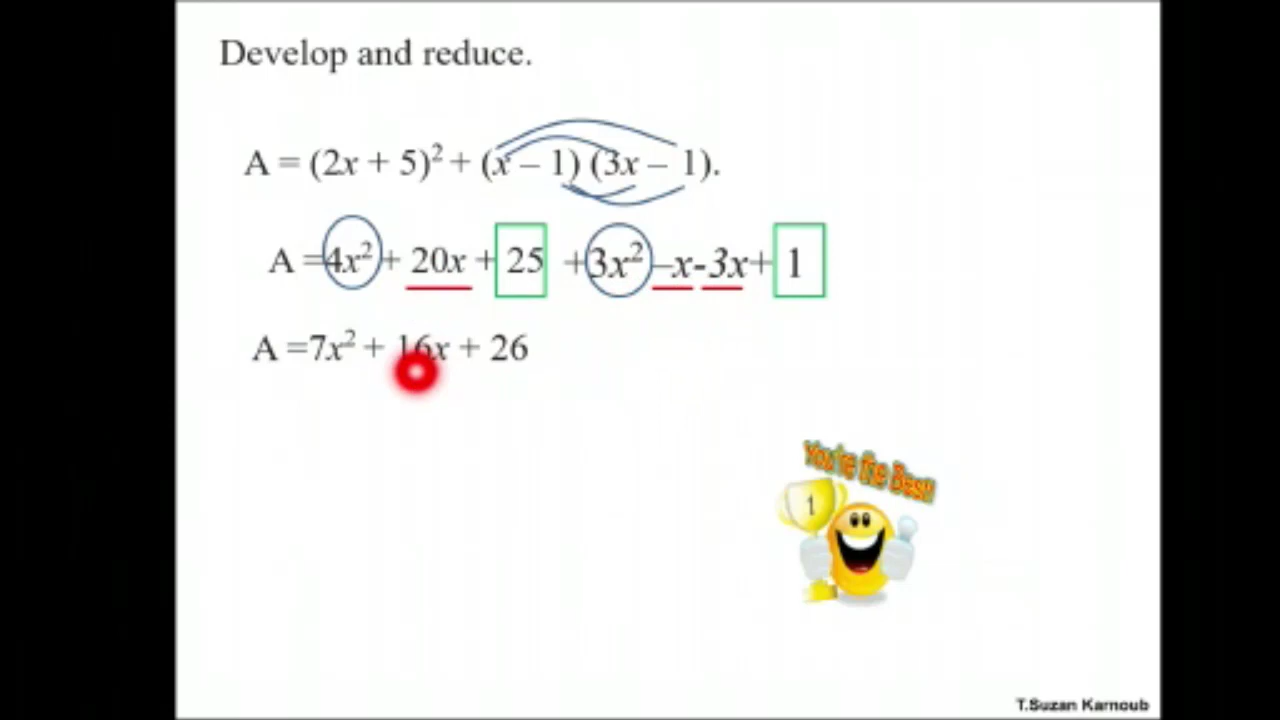 Develop and reduce.
A = (2x + 5)² + (x – 1) (3x – 1).
A =4x² + 20x + 25 +3x² –x-3x+ 1
A =7x² + 16x + 26
You're the Best!
1
T.Suzan Karnoub